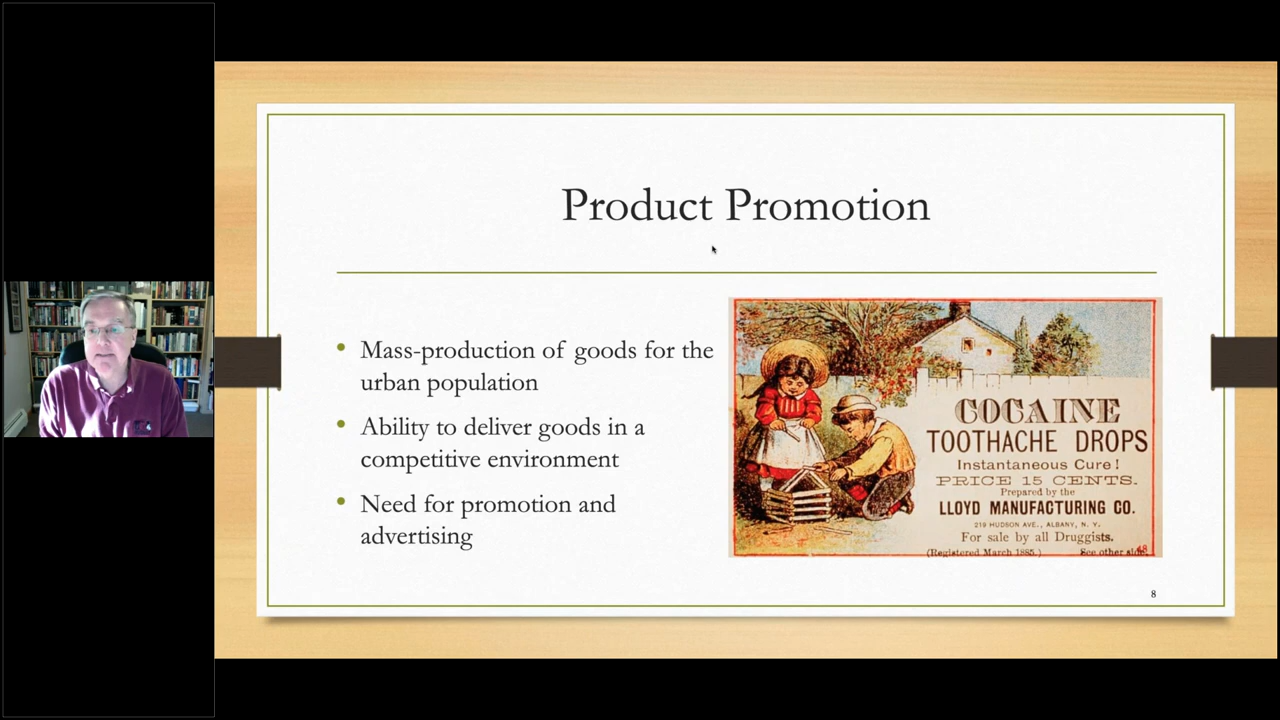 Product Promotion
• Mass-production of goods for the
urban population
• Ability to deliver goods in a
competitive environment
• Need for promotion and
advertising
COCAINE
TOOTHACHE DROPS
Instantaneous Cure!
PRICE 15 CENTS.
Prepared by the
LLOYD MANUFACTURING CO.
219 HUDSON AVE., ALBANY, N. Y.
For sale by all Druggists.
(Registered March 1885.) See other side.
48
8